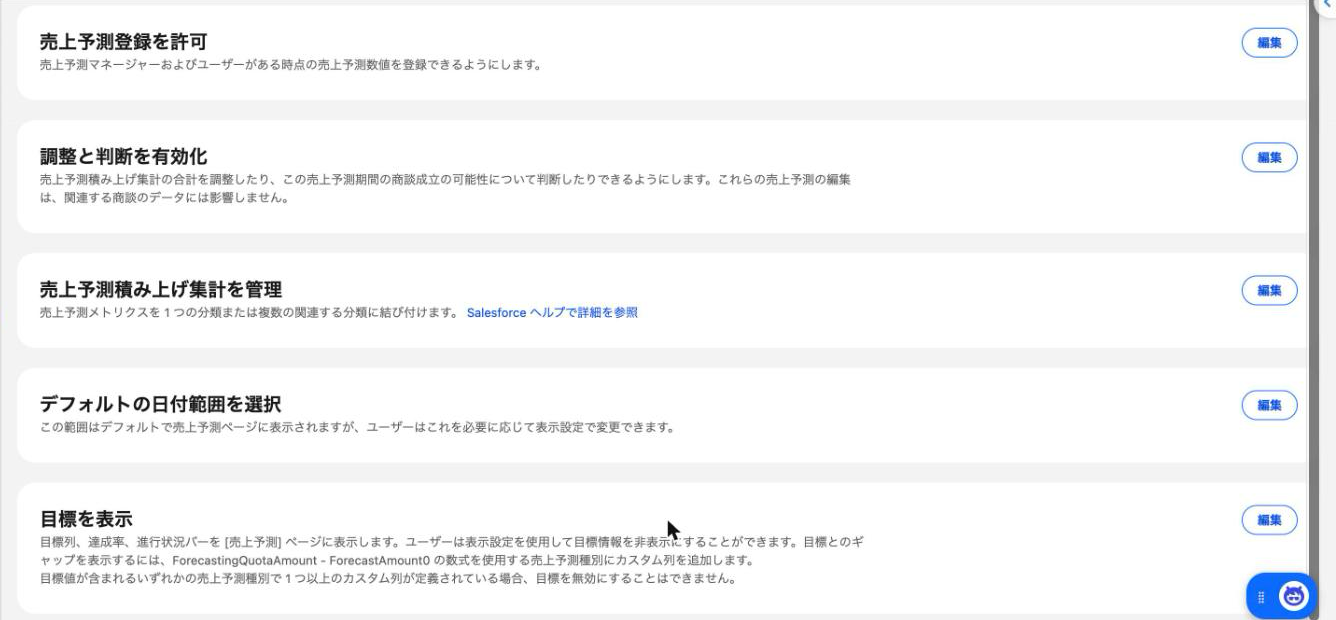 売上予測登録を許可
編集
売上予測マネージャーおよびユーザーがある時点の売上予測数値を登録できるようにします。
調整と判断を有効化
編集
売上予測積み上げ集計の合計を調整したり、この売上予測期間の商談成立の可能性について判断したりできるようにします。これらの売上予測の編集
は、関連する商談のデータには影響しません。
売上予測積み上げ集計を管理
編集
売上予測メトリクスを 1 つの分類または複数の関連する分類に結び付けます。 Salesforce ヘルプで詳細を参照
デフォルトの日付範囲を選択
編集
この範囲はデフォルトで売上予測ページに表示されますが、ユーザーはこれを必要に応じて表示設定で変更できます。
目標を表示
編集
目標列、達成率、進行状況バーを [売上予測] ページに表示します。ユーザーは表示設定を使用して目標情報を非表示にすることができます。目標とのギ
ャップを表示するには、ForecastingQuotaAmount - ForecastAmount0 の数式を使用する売上予測種別にカスタム列を追加します。
目標値が含まれるいずれかの売上予測種別で 1 つ以上のカスタム列が定義されている場合、目標を無効にすることはできません。